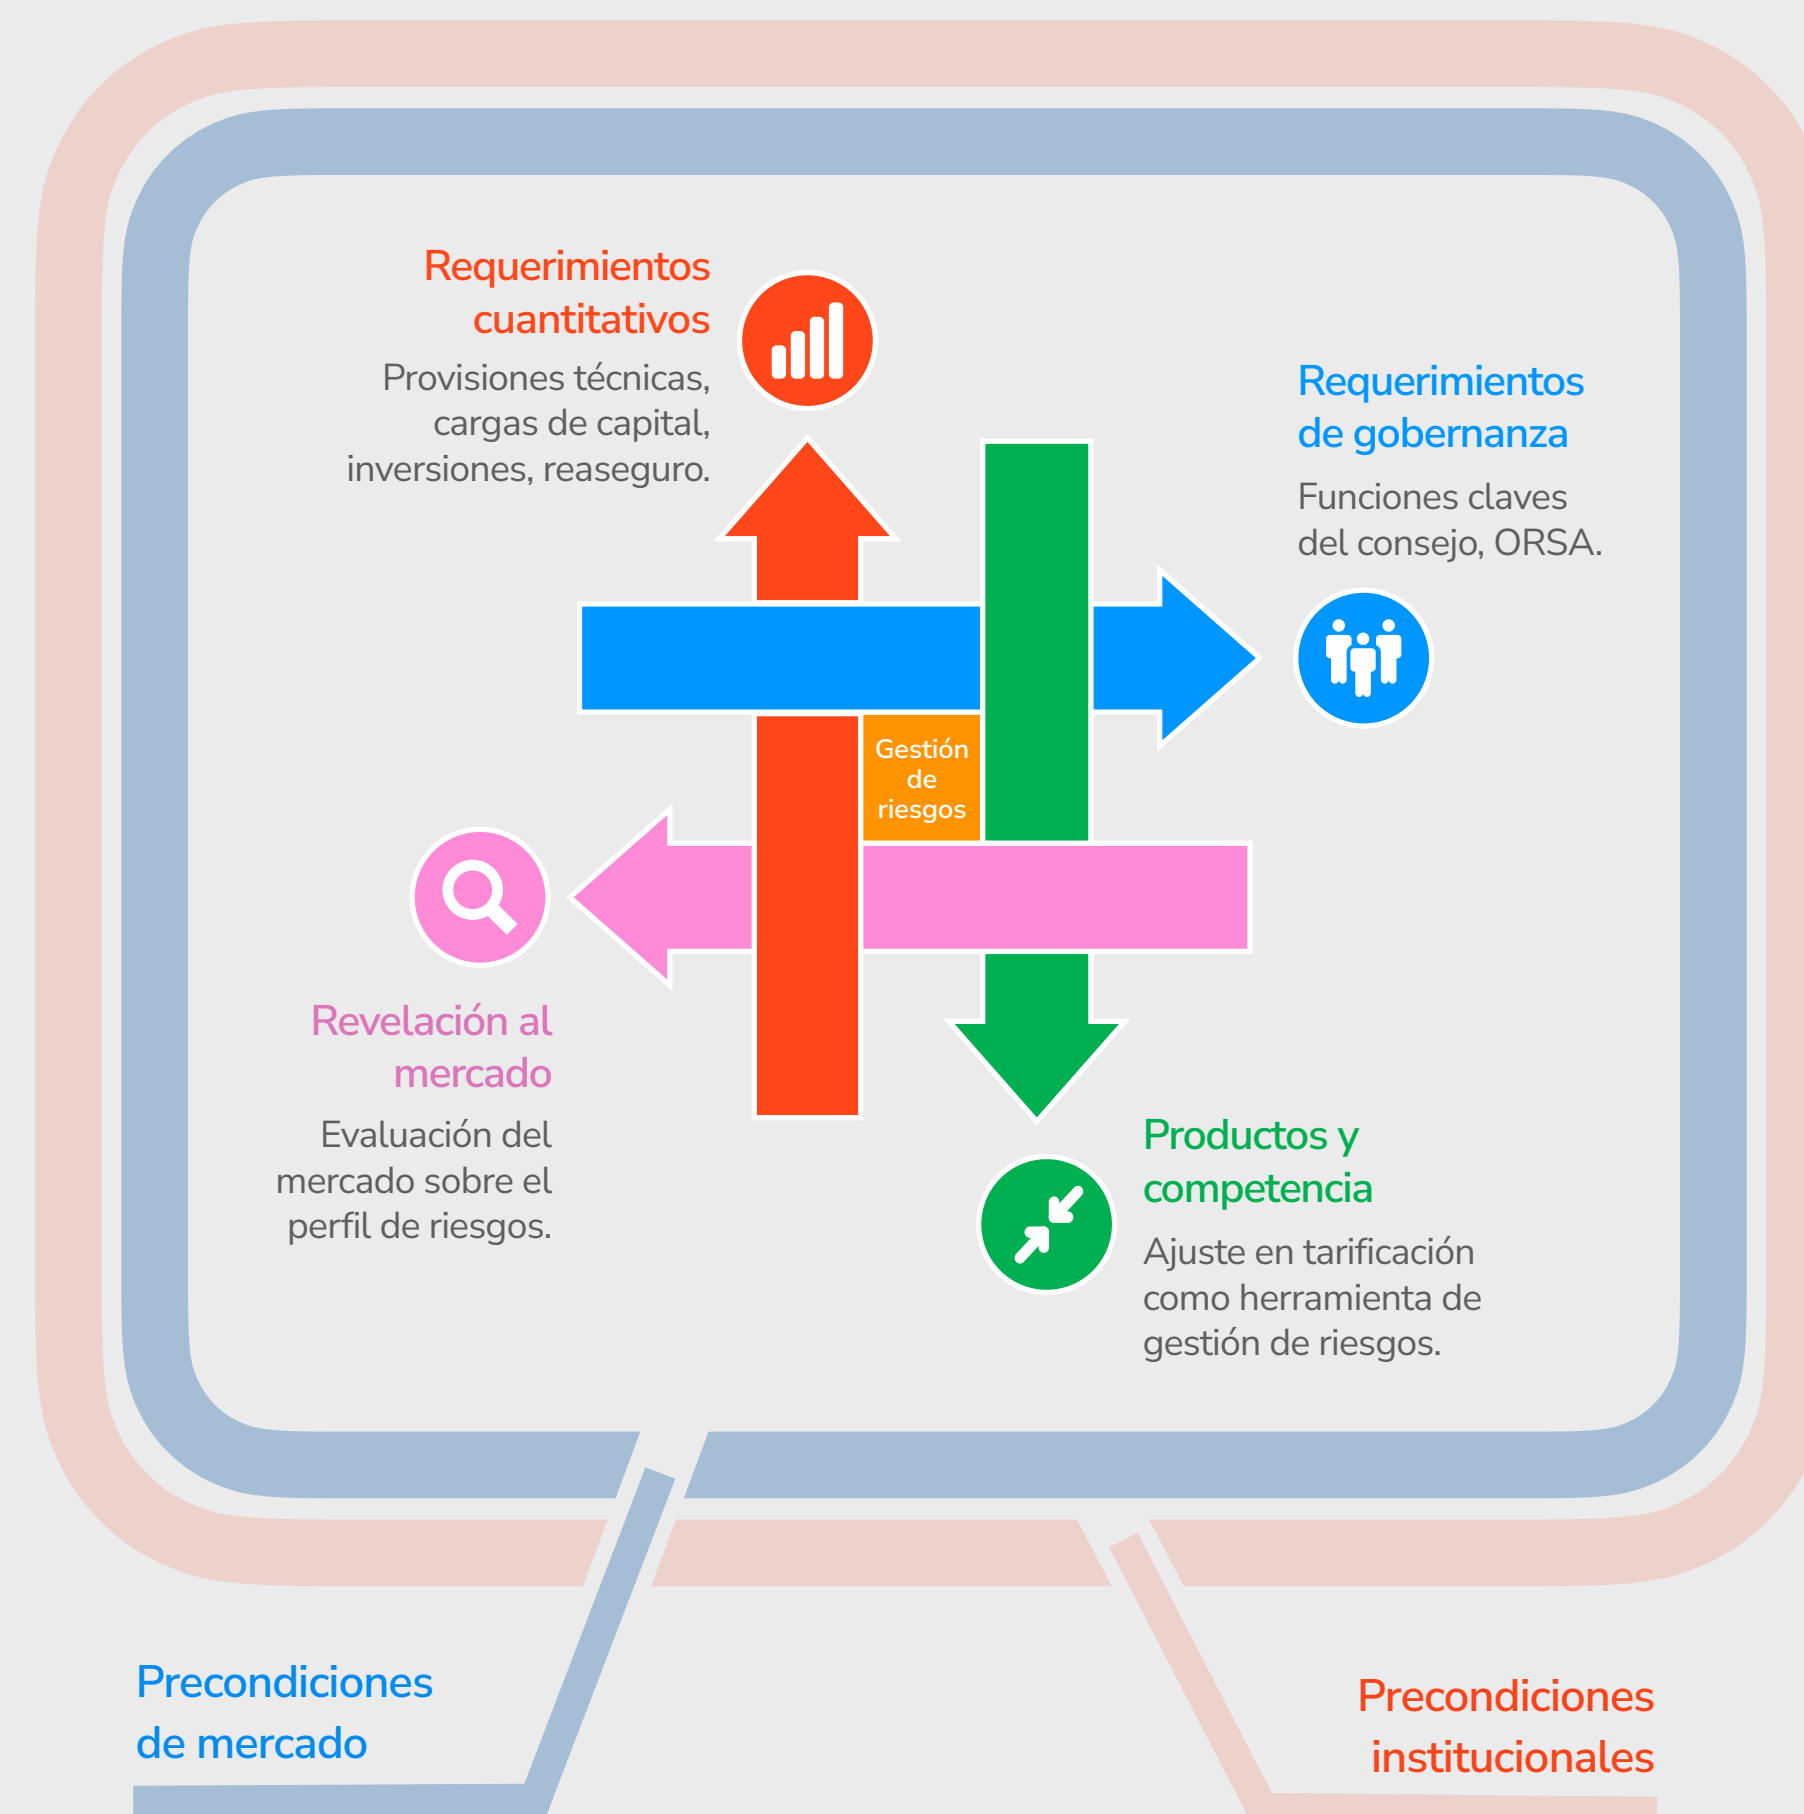 Requerimientos
cuantitativos
Provisiones técnicas,
cargas de capital,
inversiones, reaseguro.
Requerimientos
de gobernanza
Funciones claves
del consejo, ORSA.
Gestión
de
riesgos
Revelación al
mercado
Evaluación del
mercado sobre el
perfil de riesgos.
Productos y
competencia
Ajuste en tarificación
como herramienta de
gestión de riesgos.
Precondiciones
de mercado
Precondiciones
institucionales